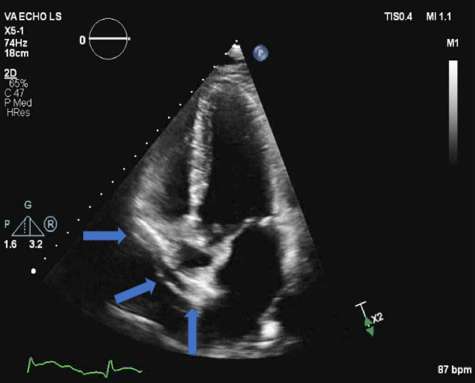 VA ECHO LS
X5-1
74Hz
18cm
2D
65%
C 47
P Med
HRes
0
P
TIS0.4 MI 1.1
M1
G
P R
1.6 3.2
X2
87 bpm